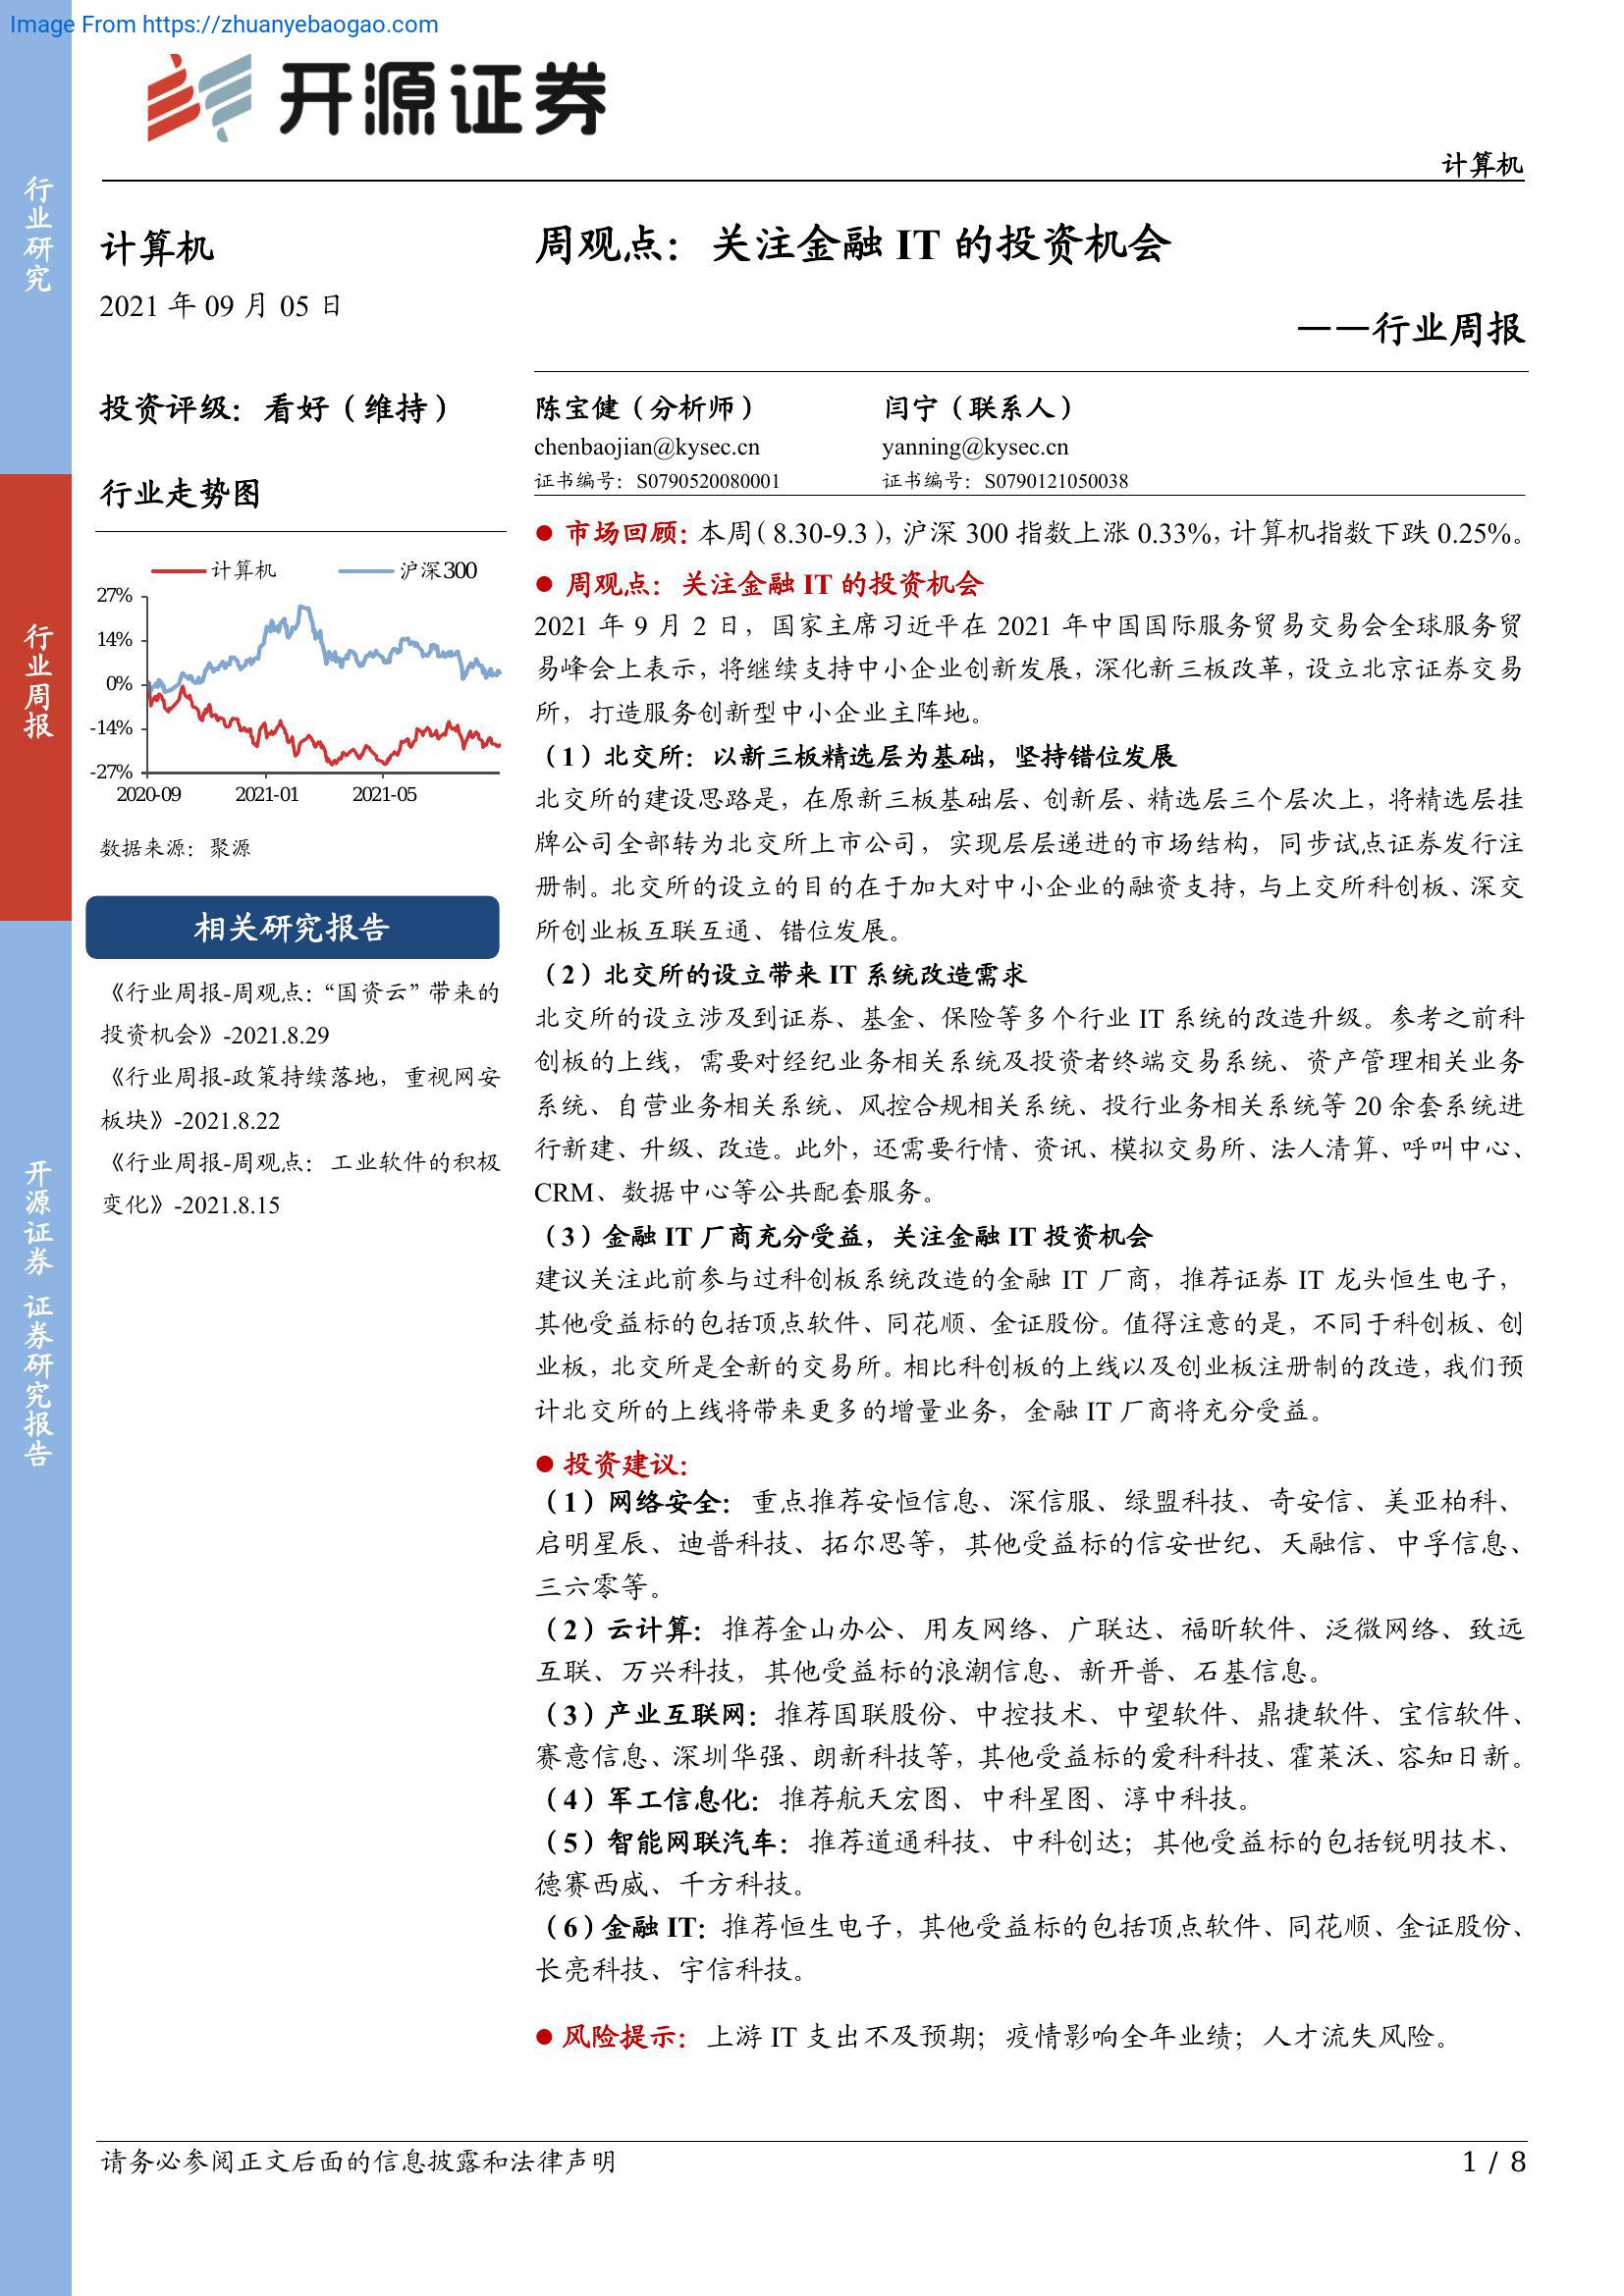 Image From https://zhuanyebaogao.com
开源证券
计算机
行业研究
行业周报
开源证券 证券研究报告
计算机
2021 年 09 月 05 日
投资评级：看好（维持）
行业走势图
计算机 沪深300
27%
14%
0%
-14%
-27%
2020-09 2021-01 2021-05
数据来源：聚源
相关研究报告
《行业周报-周观点：“国资云”带来的
投资机会》-2021.8.29
《行业周报-政策持续落地，重视网安
板块》-2021.8.22
《行业周报-周观点：工业软件的积极
变化》-2021.8.15
周观点：关注金融 IT 的投资机会
——行业周报
陈宝健（分析师） 闫宁（联系人）
chenbaojian@kysec.cn yanning@kysec.cn
证书编号：S0790520080001 证书编号：S0790121050038
● 市场回顾：本周（8.30-9.3），沪深 300 指数上涨 0.33%，计算机指数下跌 0.25%。
● 周观点：关注金融 IT 的投资机会
2021 年 9 月 2 日，国家主席习近平在 2021 年中国国际服务贸易交易会全球服务贸
易峰会上表示，将继续支持中小企业创新发展，深化新三板改革，设立北京证券交易
所，打造服务创新型中小企业主阵地。
（1）北交所：以新三板精选层为基础，坚持错位发展
北交所的建设思路是，在原新三板基础层、创新层、精选层三个层次上，将精选层挂
牌公司全部转为北交所上市公司，实现层层递进的市场结构，同步试点证券发行注
册制。北交所的设立的目的在于加大对中小企业的融资支持，与上交所科创板、深交
所创业板互联互通、错位发展。
（2）北交所的设立带来 IT 系统改造需求
北交所的设立涉及到证券、基金、保险等多个行业 IT 系统的改造升级。参考之前科
创板的上线，需要对经纪业务相关系统及投资者终端交易系统、资产管理相关业务
系统、自营业务相关系统、风控合规相关系统、投行业务相关系统等 20 余套系统进
行新建、升级、改造。此外，还需要行情、资讯、模拟交易所、法人清算、呼叫中心、
CRM、数据中心等公共配套服务。
（3）金融 IT 厂商充分受益，关注金融 IT 投资机会
建议关注此前参与过科创板系统改造的金融 IT 厂商，推荐证券 IT 龙头恒生电子，
其他受益标的包括顶点软件、同花顺、金证股份。值得注意的是，不同于科创板、创
业板，北交所是全新的交易所。相比科创板的上线以及创业板注册制的改造，我们预
计北交所的上线将带来更多的增量业务，金融 IT 厂商将充分受益。
● 投资建议：
（1）网络安全：重点推荐安恒信息、深信服、绿盟科技、奇安信、美亚柏科、
启明星辰、迪普科技、拓尔思等，其他受益标的信安世纪、天融信、中孚信息、
三六零等。
（2）云计算：推荐金山办公、用友网络、广联达、福昕软件、泛微网络、致远
互联、万兴科技，其他受益标的浪潮信息、新开普、石基信息。
（3）产业互联网：推荐国联股份、中控技术、中望软件、鼎捷软件、宝信软件、
赛意信息、深圳华强、朗新科技等，其他受益标的爱科科技、霍莱沃、容知日新。
（4）军工信息化：推荐航天宏图、中科星图、淳中科技。
（5）智能网联汽车：推荐道通科技、中科创达；其他受益标的包括锐明技术、
德赛西威、千方科技。
（6）金融 IT：推荐恒生电子，其他受益标的包括顶点软件、同花顺、金证股份、
长亮科技、宇信科技。
● 风险提示：上游 IT 支出不及预期；疫情影响全年业绩；人才流失风险。
请务必参阅正文后面的信息披露和法律声明
1 / 8